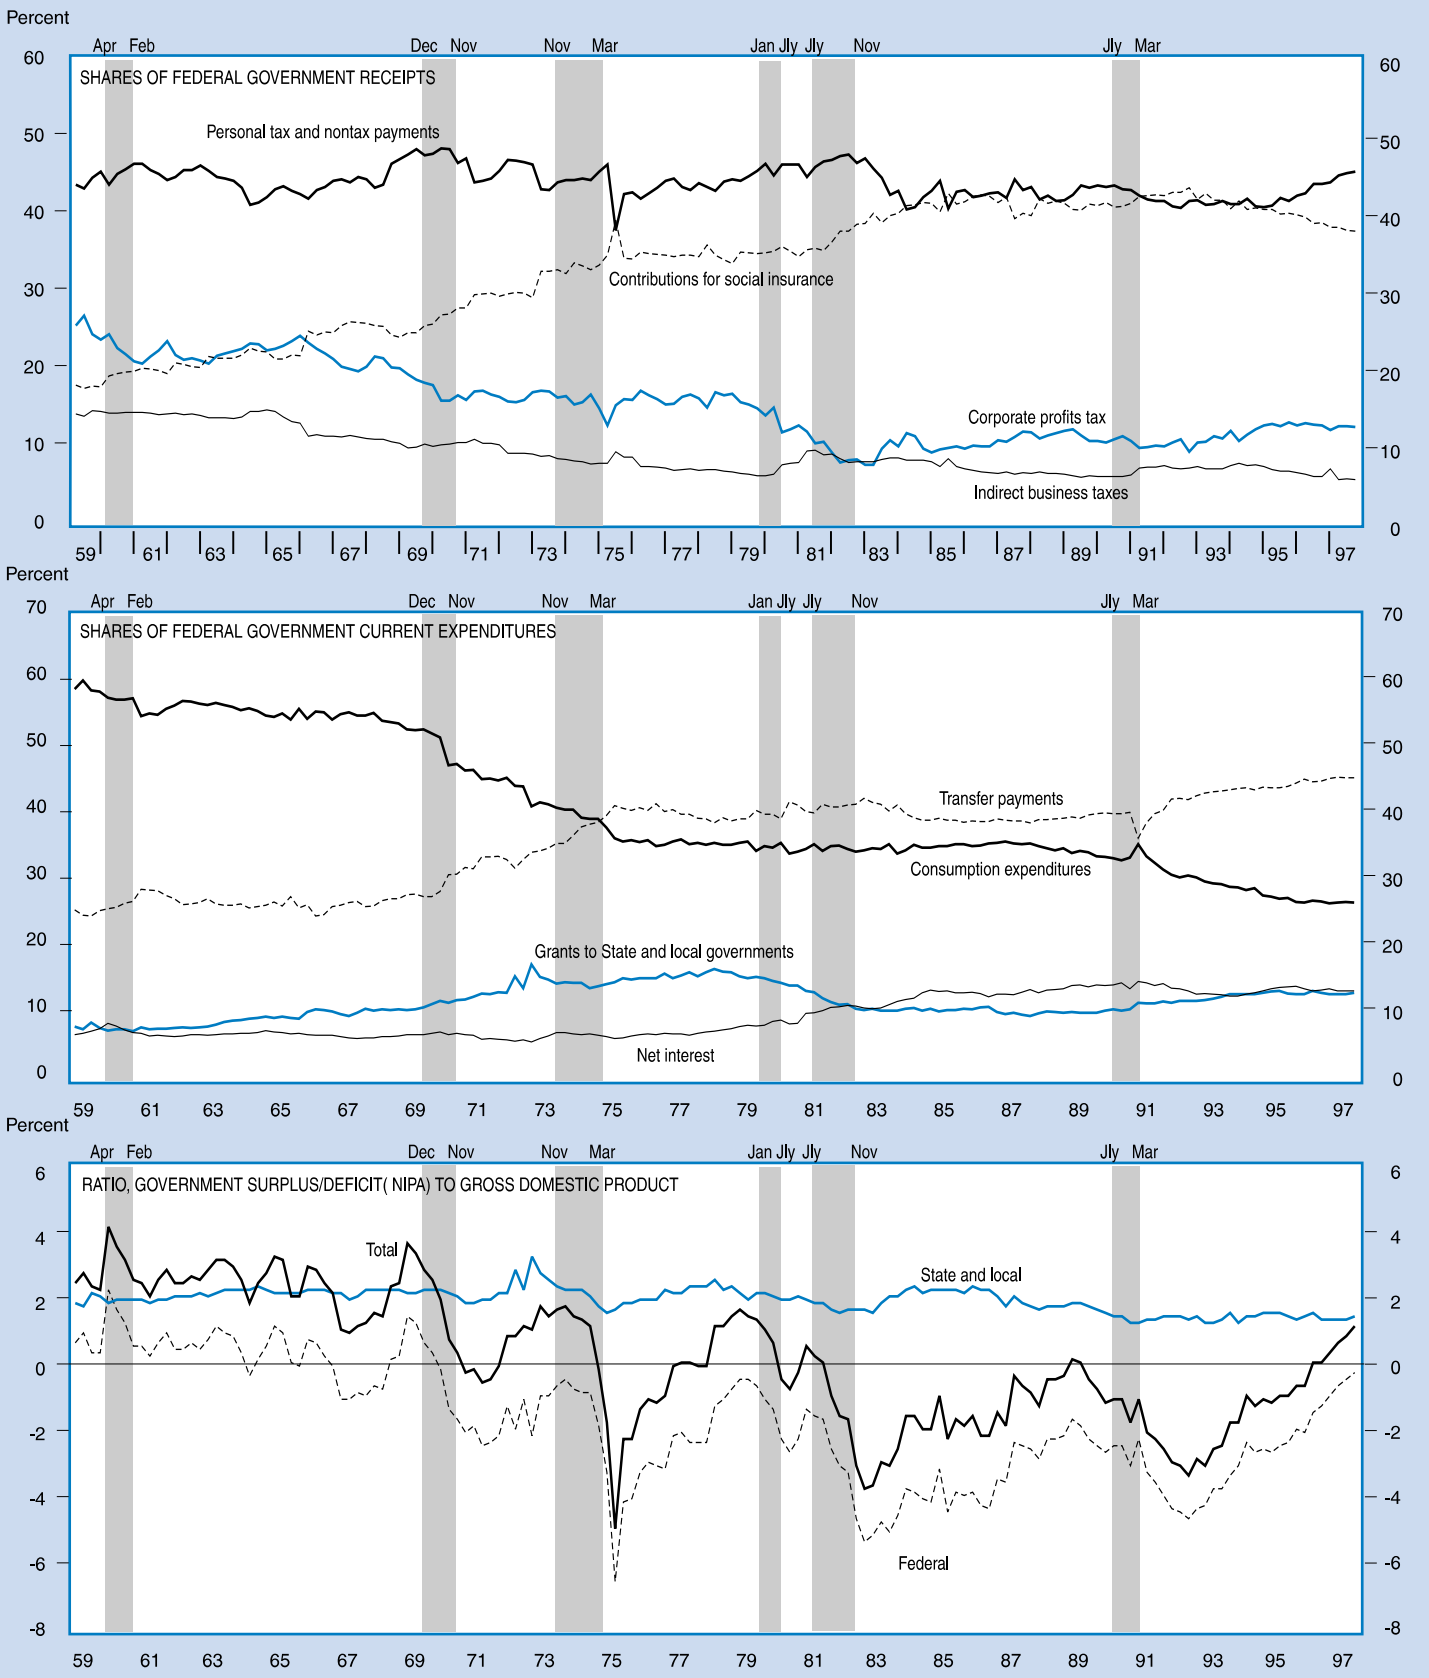 Percent
Apr Feb Dec Nov Nov Mar Jan Jly Jly Nov Jly Mar
60 60
SHARES OF FEDERAL GOVERNMENT RECEIPTS
Personal tax and nontax payments
50 50
40 40
Contributions for social insurance
30 30
20 20
Corporate profits tax
10 10
Indirect business taxes
0 0
59 61 63 65 67 69 71 73 75 77 79 81 83 85 87 89 91 93 95 97
Percent
Apr Feb Dec Nov Nov Mar Jan Jly Jly Nov Jly Mar
70 70
SHARES OF FEDERAL GOVERNMENT CURRENT EXPENDITURES
60 60
50 50
Transfer payments
40 40
Consumption expenditures
30 30
20 20
Grants to State and local governments
10 10
Net interest
0 0
59 61 63 65 67 69 71 73 75 77 79 81 83 85 87 89 91 93 95 97
Percent
Apr Feb Dec Nov Nov Mar Jan Jly Jly Nov Jly Mar
6 6
RATIO, GOVERNMENT SURPLUS/DEFICIT( NIPA) TO GROSS DOMESTIC PRODUCT
4 4
Total
State and local
2 2
0 0
-2 -2
-4 -4
-6 -6
Federal
-8 -8
59 61 63 65 67 69 71 73 75 77 79 81 83 85 87 89 91 93 95 97